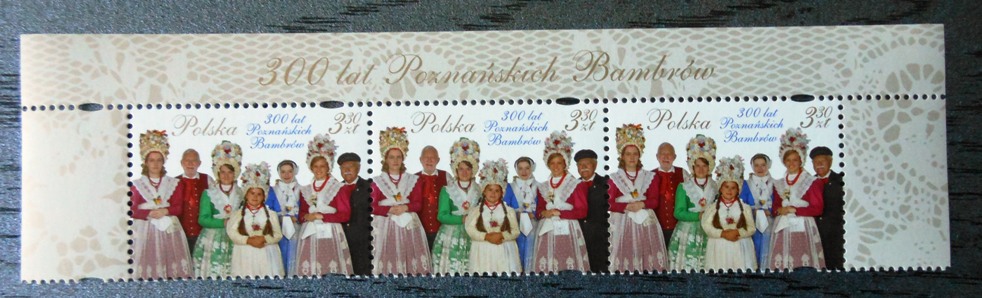 300 lat Poznańskich Bambrów
Polska
300 lat
Poznańskich
Bambrów
3,30
zł
Polska
300 lat
Poznańskich
Bambrów
3,30
zł
Polska
300 lat
Poznańskich
Bambrów
3,30
zł